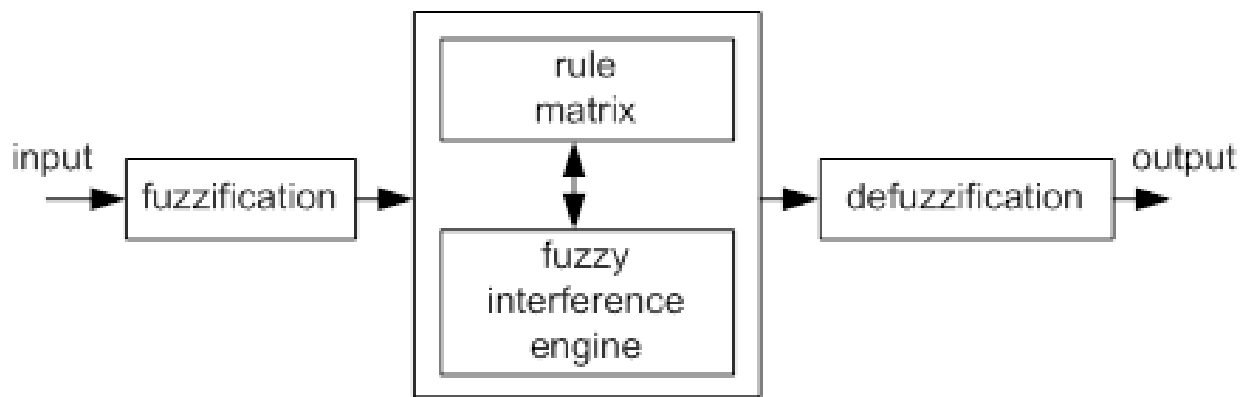 input
fuzzification
rule
matrix
fuzzy
interference
engine
defuzzification
output